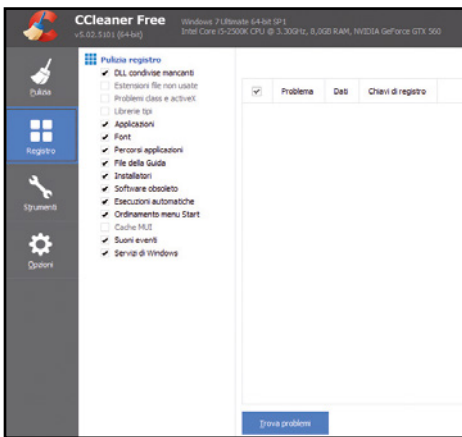 CCleaner Free
v5.02.5101 (64-bit)
Windows 7 Ultimate 64-bit SP1
Intel Core i5-2500K CPU @ 3.30GHz, 8,0GB RAM, NVIDIA GeForce GTX 560
Pulizia
Registro
Strumenti
Opzioni
Pulizia registro
DLL condivise mancanti
Estensioni file non usate
Problemi class e activeX
Librerie tipi
Applicazioni
Font
Percorsi applicazioni
File della Guida
Installatori
Software obsoleto
Esecuzioni automatiche
Ordinamento menu Start
Cache MUI
Suoni eventi
Servizi di Windows
Problema Dati Chiavi di registro
Trova problemi